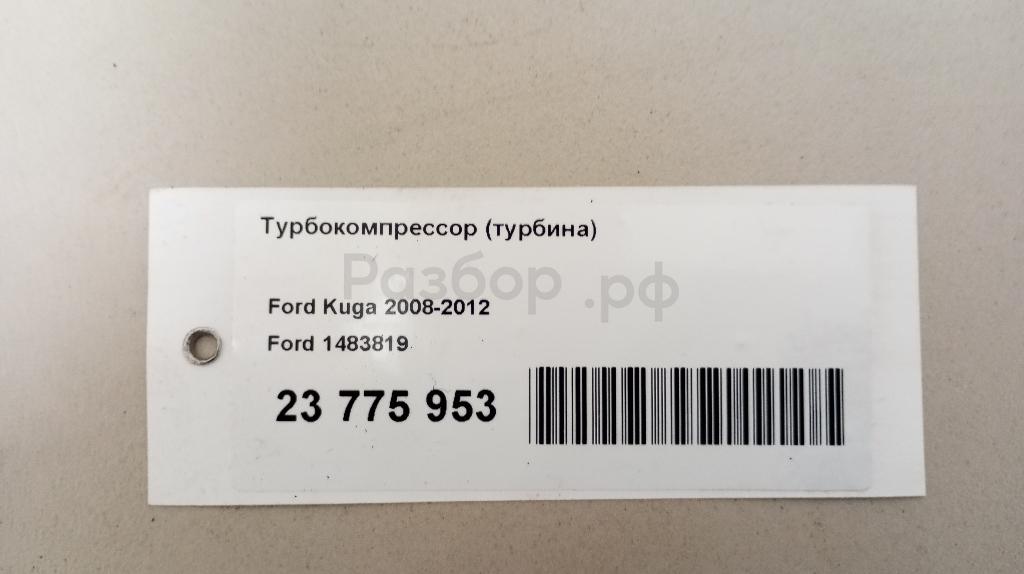 Турбокомпрессор (турбина)
Разбор.рф
Ford Kuga 2008-2012
Ford 1483819
23 775 953